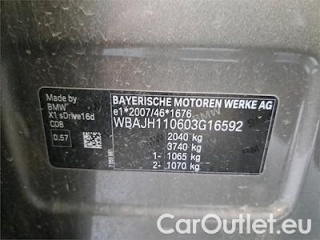 Made by
BMW
X1 sDrive16d
C08
0.57
BAYERISCHE MOTOREN WERKE AG
e1*2007/46*1676
WBAJH110603G16592
2040 kg
3740 kg
1- 1065 kg
2- 1070 kg
CarOutlet.eu